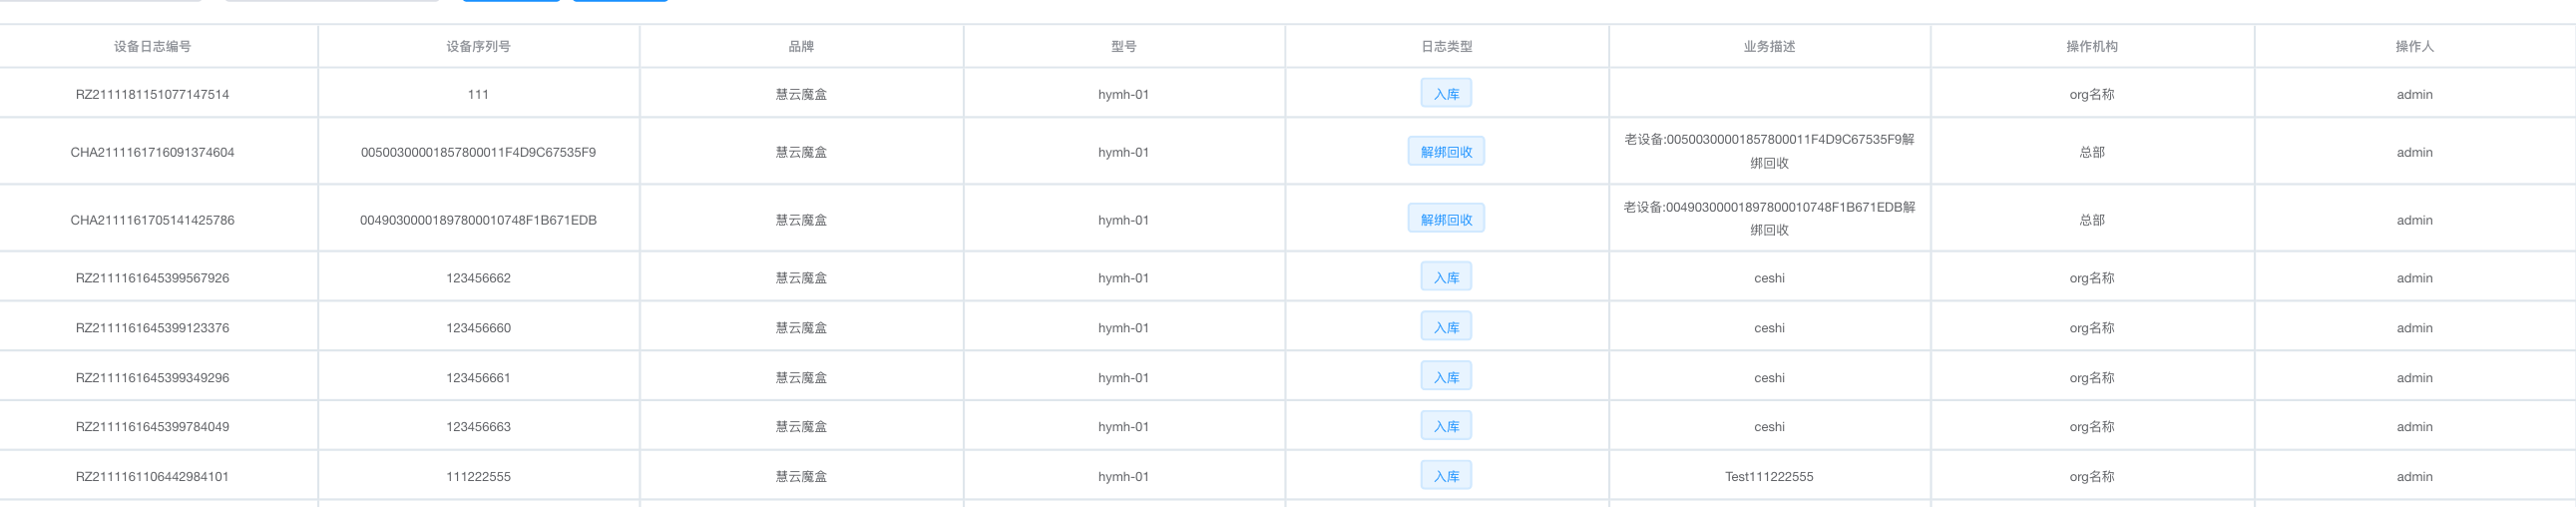 设备日志编号 设备序列号 品牌 型号 日志类型 业务描述 操作机构 操作人
RZ2111181151077147514 111 慧云魔盒 hymh-01 入库 org名称 admin
CHA2111161716091374604 00500300001857800011F4D9C67535F9 慧云魔盒 hymh-01 解绑回收 老设备:00500300001857800011F4D9C67535F9解
绑回收 总部 admin
CHA2111161705141425786 00490300001897800010748F1B671EDB 慧云魔盒 hymh-01 解绑回收 老设备:00490300001897800010748F1B671EDB解
绑回收 总部 admin
RZ2111161645399567926 123456662 慧云魔盒 hymh-01 入库 ceshi org名称 admin
RZ2111161645399123376 123456660 慧云魔盒 hymh-01 入库 ceshi org名称 admin
RZ2111161645399349296 123456661 慧云魔盒 hymh-01 入库 ceshi org名称 admin
RZ2111161645399784049 123456663 慧云魔盒 hymh-01 入库 ceshi org名称 admin
RZ2111161106442984101 111222555 慧云魔盒 hymh-01 入库 Test111222555 org名称 admin